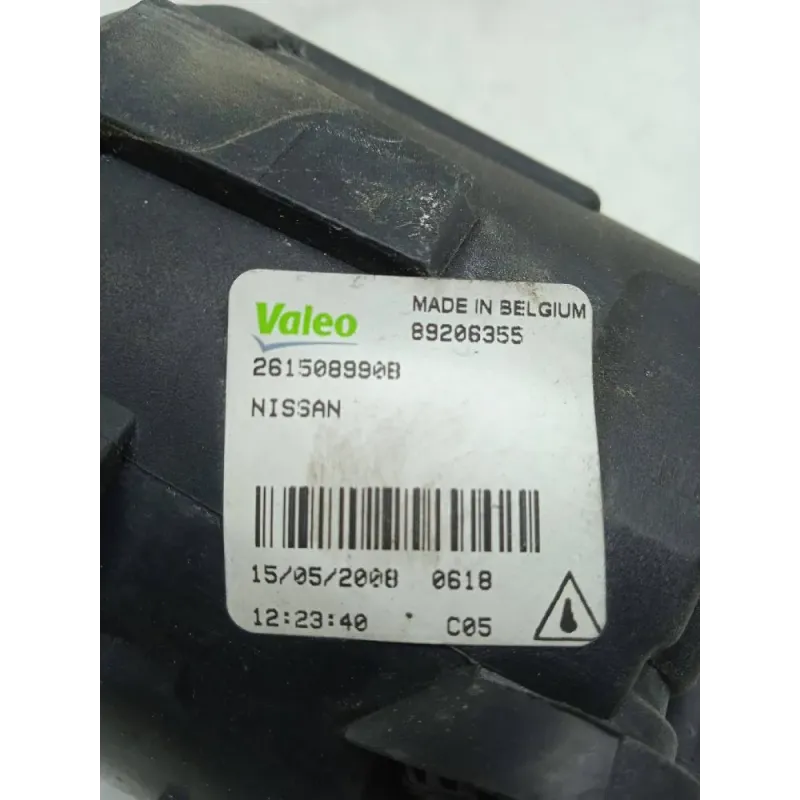 Valeo MADE IN BELGIUM
89206355
261508990B
NISSAN
15/05/2008 0618
12:23:40 C05